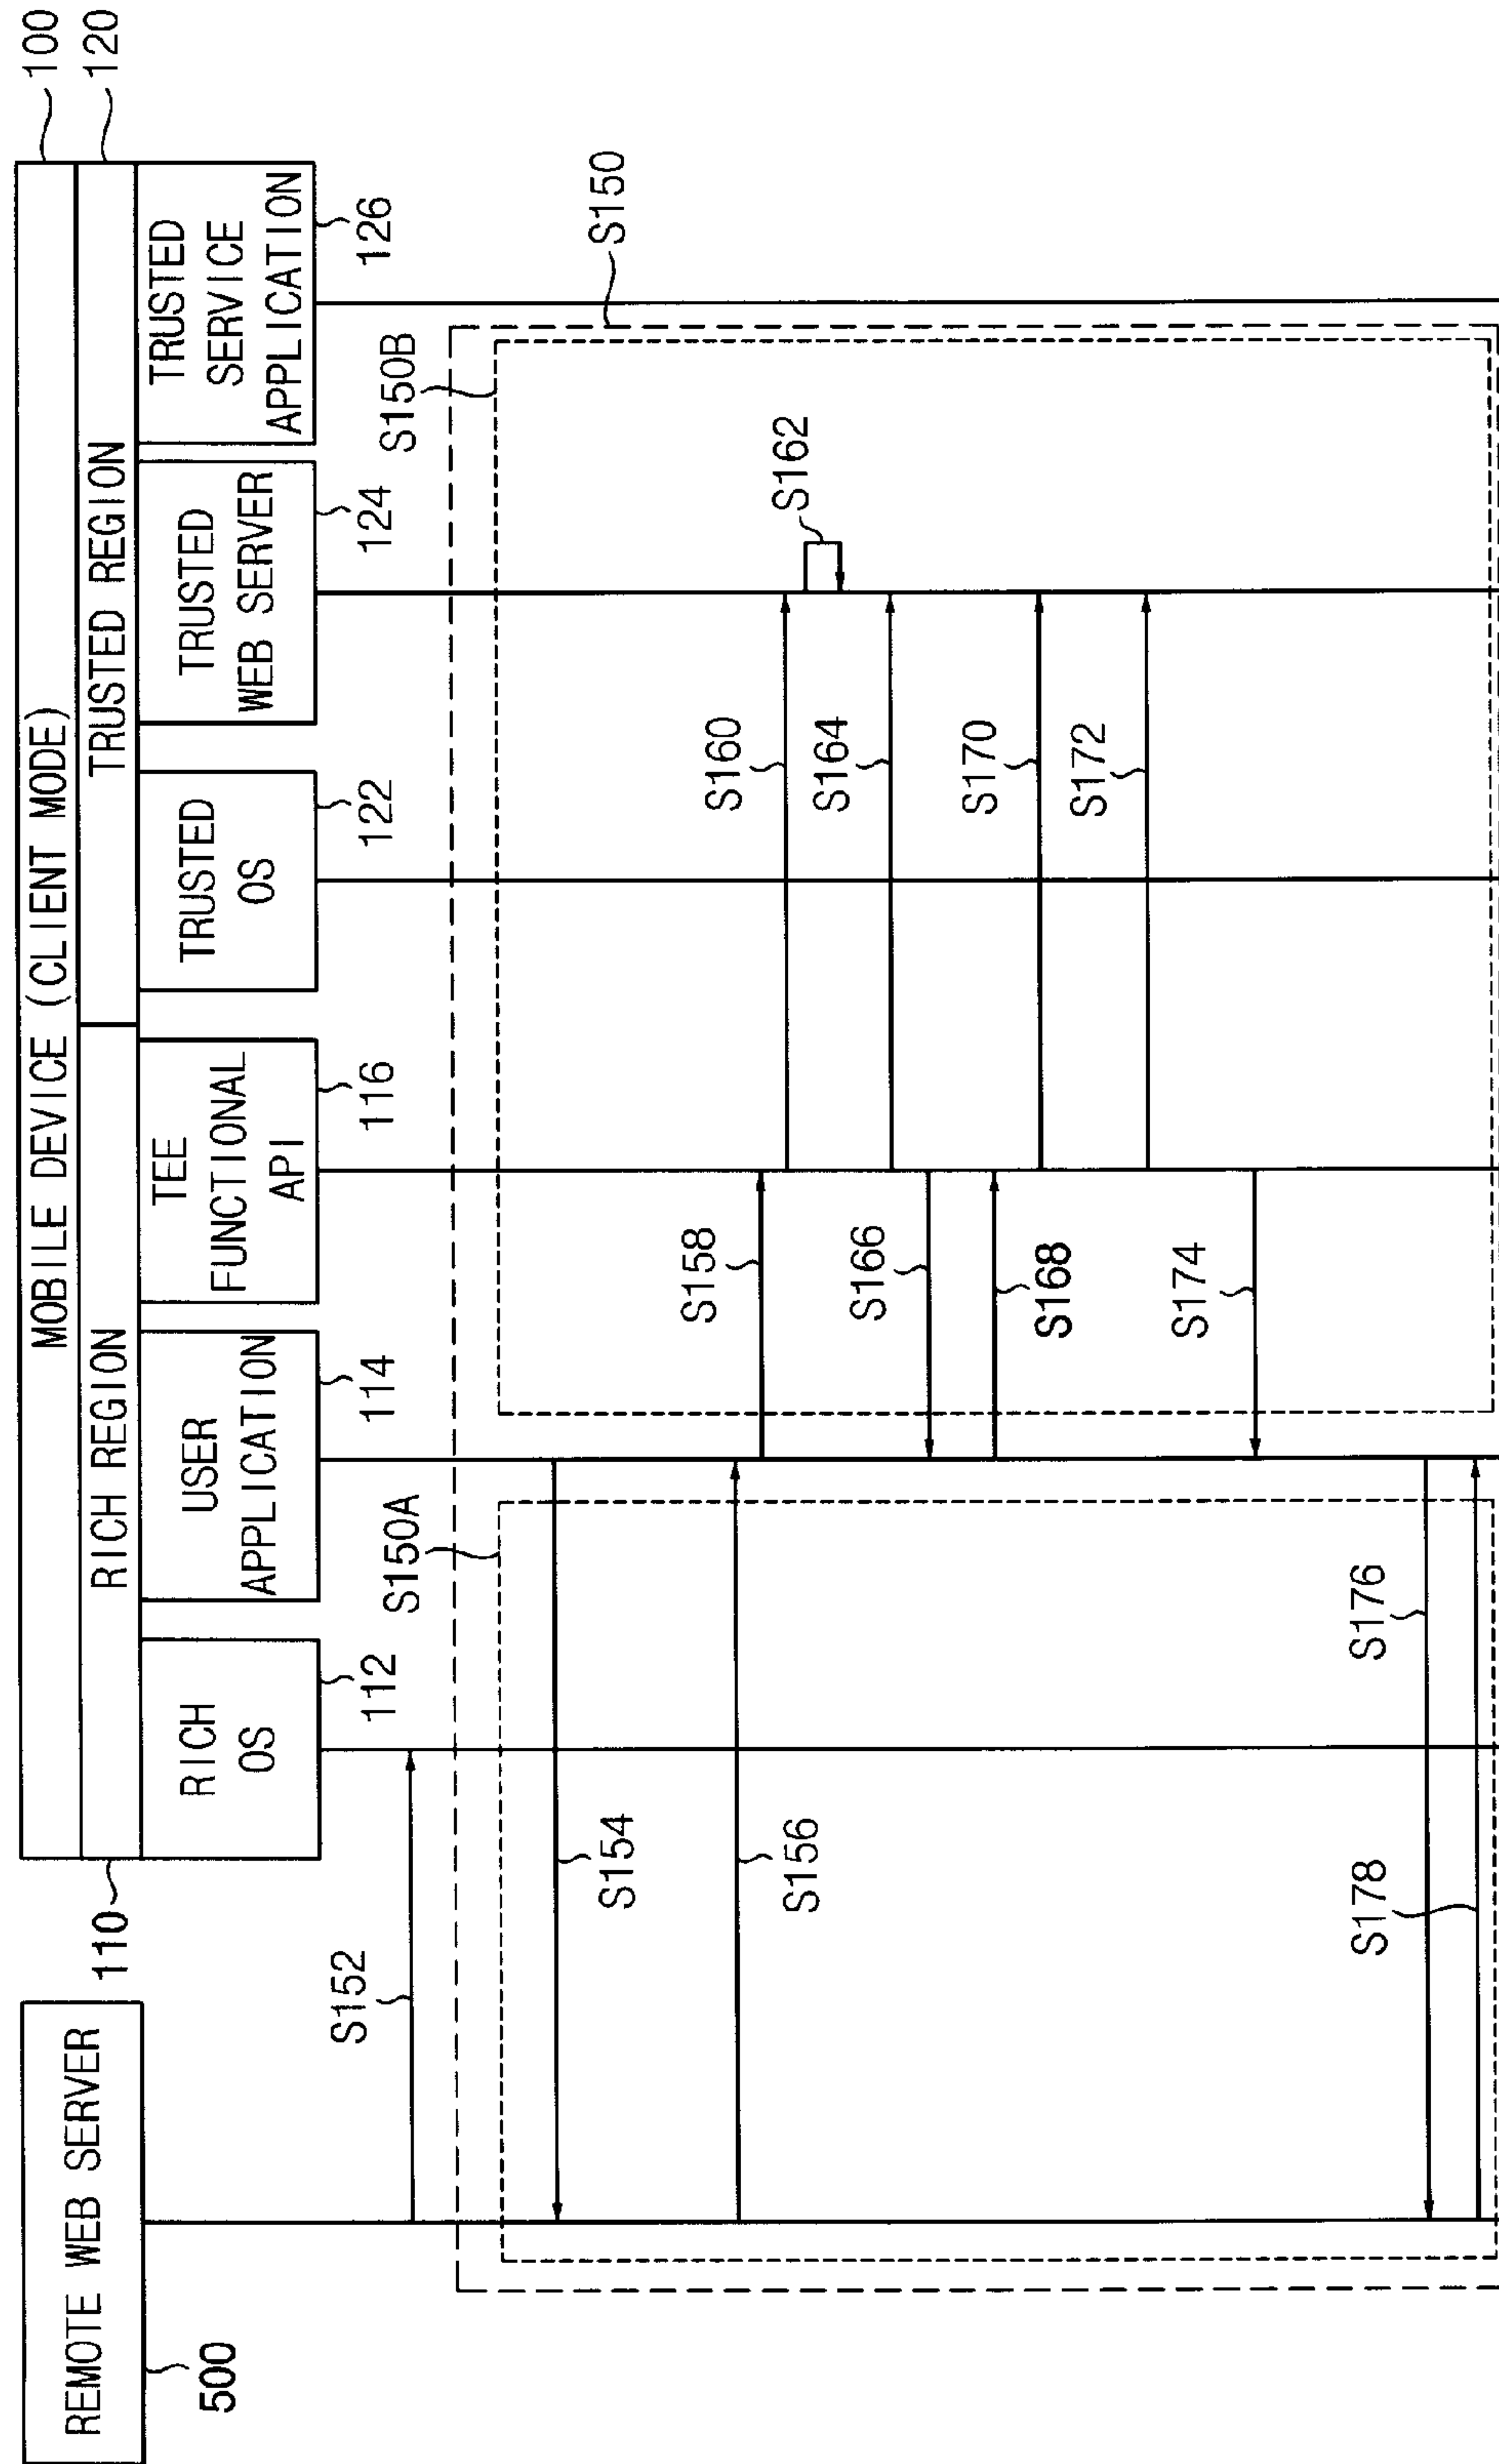 REMOTE WEB SERVER
500
MOBILE DEVICE (CLIENT MODE)
100
RICH REGION
110
TRUSTED REGION
120
RICH
OS
112
USER
APPLICATION
114
TEE
FUNCTIONAL
API
116
TRUSTED
OS
122
TRUSTED
WEB SERVER
124
TRUSTED
SERVICE
APPLICATION
126
S152
S150A
S150B
S150
S154
S156
S158
S160
S162
S164
S166
S168
S170
S172
S174
S176
S178